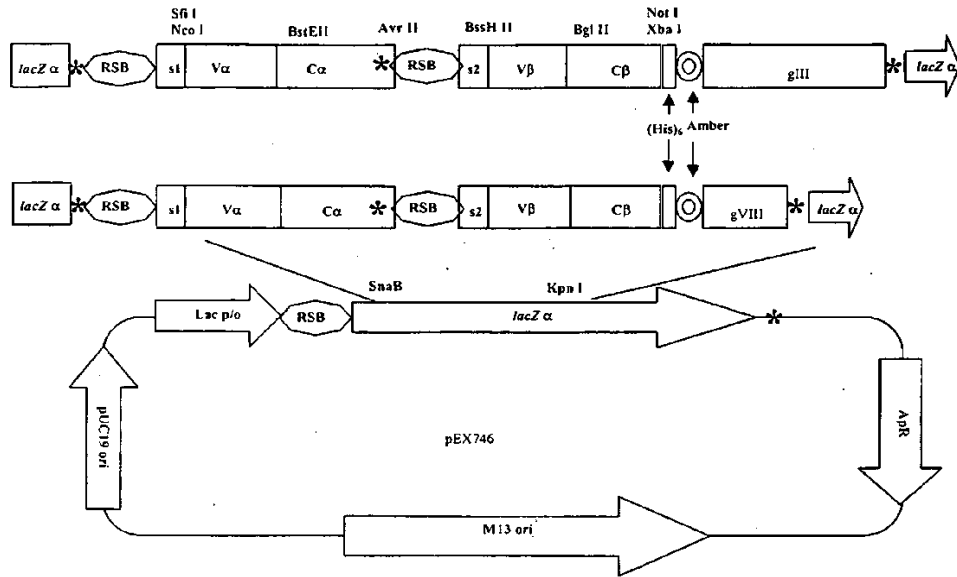 Sfi I Not I
Nco I BstEII Avr II BssH II Bgl II Xba I
lacZ α * RSB s1 Vα Cα * RSB s2 Vβ Cβ gIII * lacZ α
(His)6 Amber
lacZ α * RSB s1 Vα Cα * RSB s2 Vβ Cβ gVIII * lacZ α
SnaB Kpn I
Lac p/o RSB lacZ α *
pUC19 ori
ApR
pEX746
M13 ori